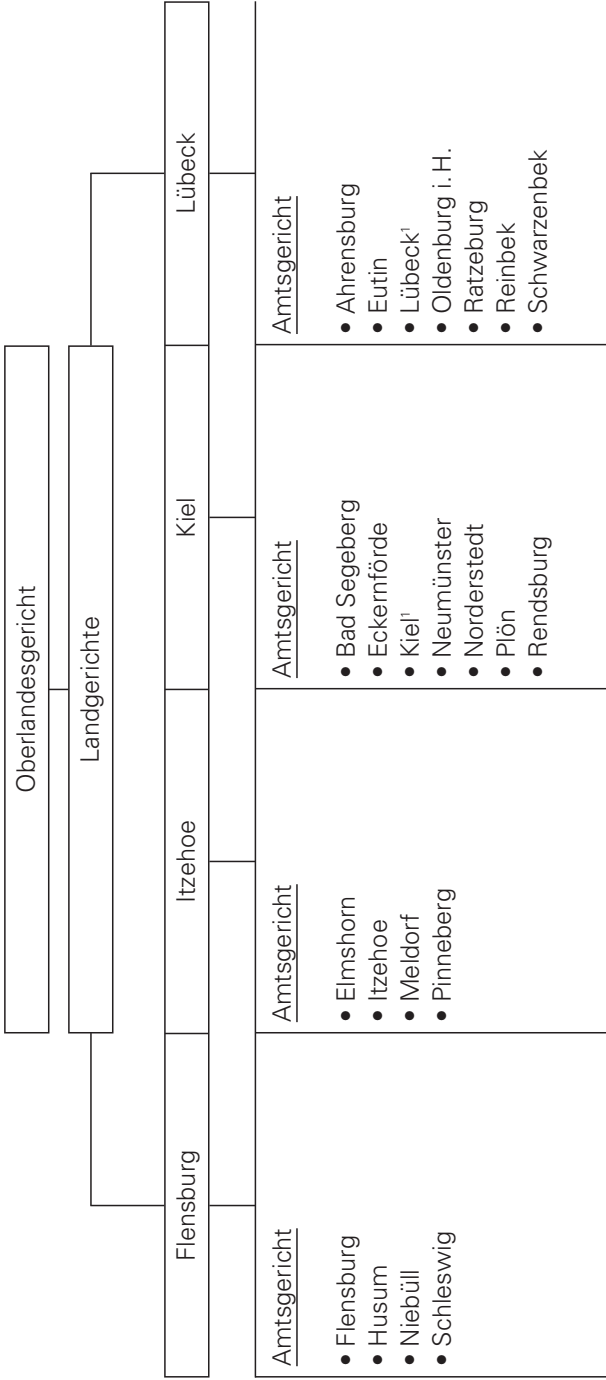 Oberlandesgericht
Landgerichte
Flensburg
Itzehoe
Kiel
Lübeck
Amtsgericht
• Flensburg
• Husum
• Niebüll
• Schleswig
Amtsgericht
• Elmshorn
• Itzehoe
• Meldorf
• Pinneberg
Amtsgericht
• Bad Segeberg
• Eckernförde
• Kiel¹
• Neumünster
• Norderstedt
• Plön
• Rendsburg
Amtsgericht
• Ahrensburg
• Eutin
• Lübeck¹
• Oldenburg i. H.
• Ratzeburg
• Reinbek
• Schwarzenbek